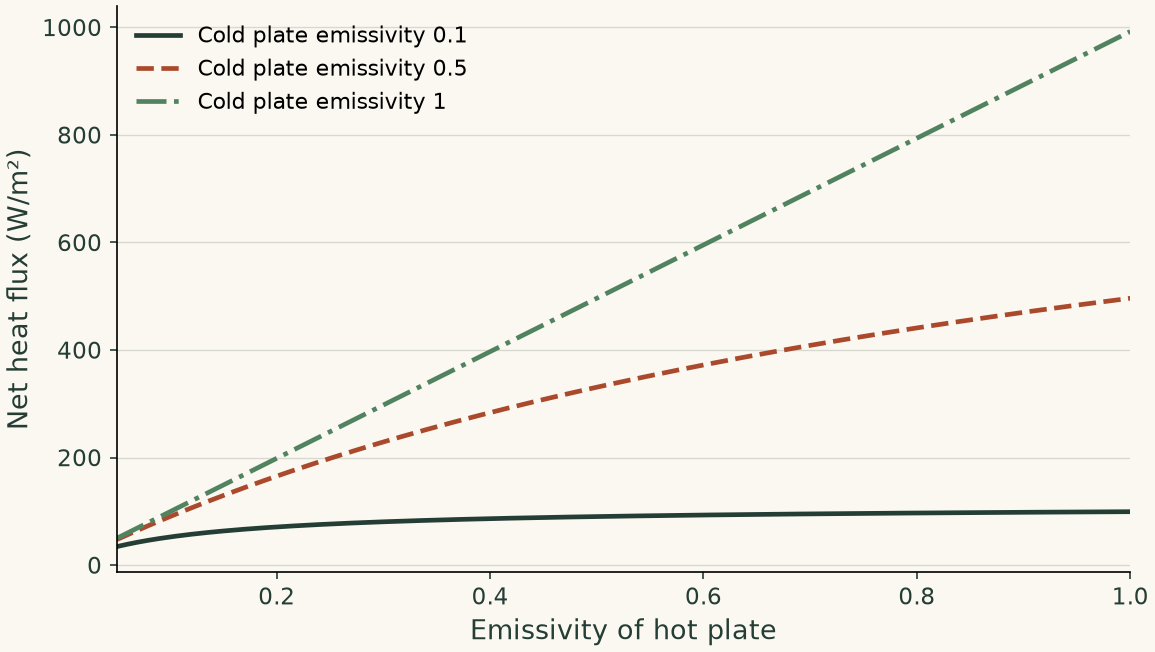 Cold plate emissivity 0.1
Cold plate emissivity 0.5
Cold plate emissivity 1
Net heat flux (W/m²)
1000
800
600
400
200
0
0.2 0.4 0.6 0.8 1.0
Emissivity of hot plate